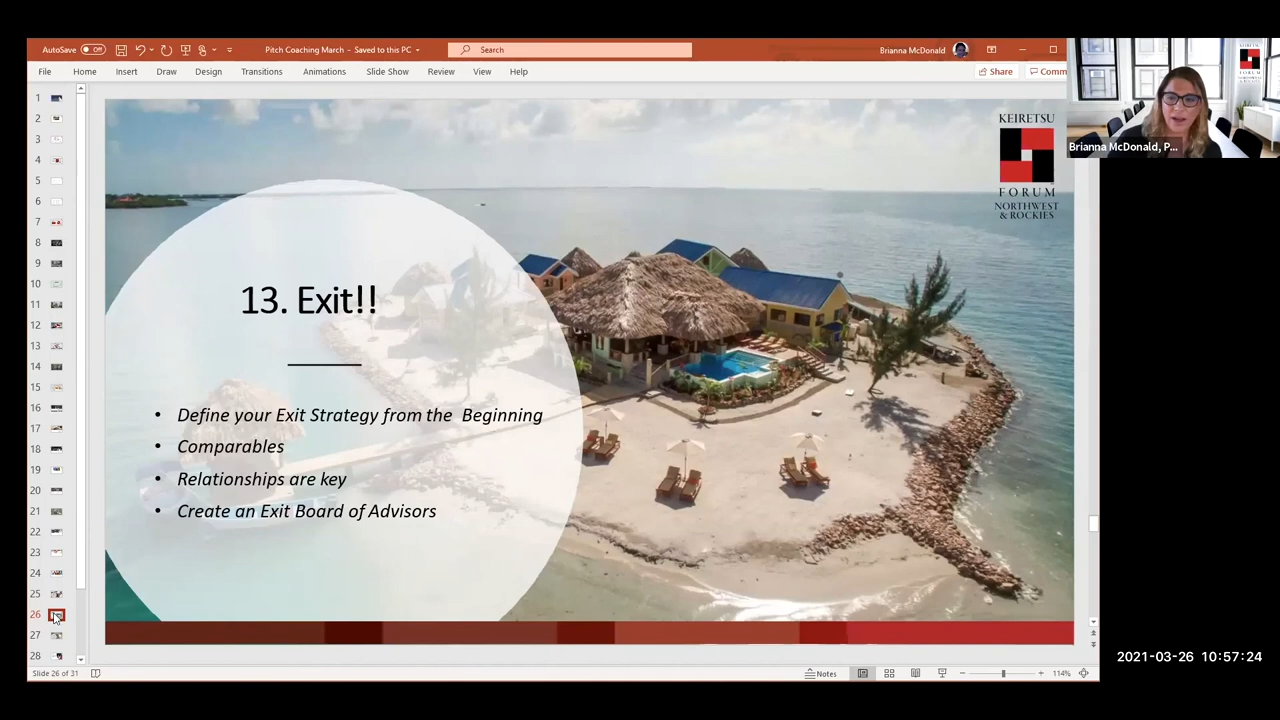 AutoSave Off
Pitch Coaching March - Saved to this PC
Search
Brianna McDonald
File Home Insert Draw Design Transitions Animations Slide Show Review View Help
Share Comm
1
2
3
4
5
6
7
8
9
10
11
12
13
14
15
16
17
18
19
20
21
22
23
24
25
26
27
28
KEIRETSU
FORUM
NORTHWEST
& ROCKIES
13. Exit!!
• Define your Exit Strategy from the Beginning
• Comparables
• Relationships are key
• Create an Exit Board of Advisors
KEIRETSU
FORUM
Brianna McDonald, P...
2021-03-26 10:57:24
Slide 26 of 31
Notes
114%